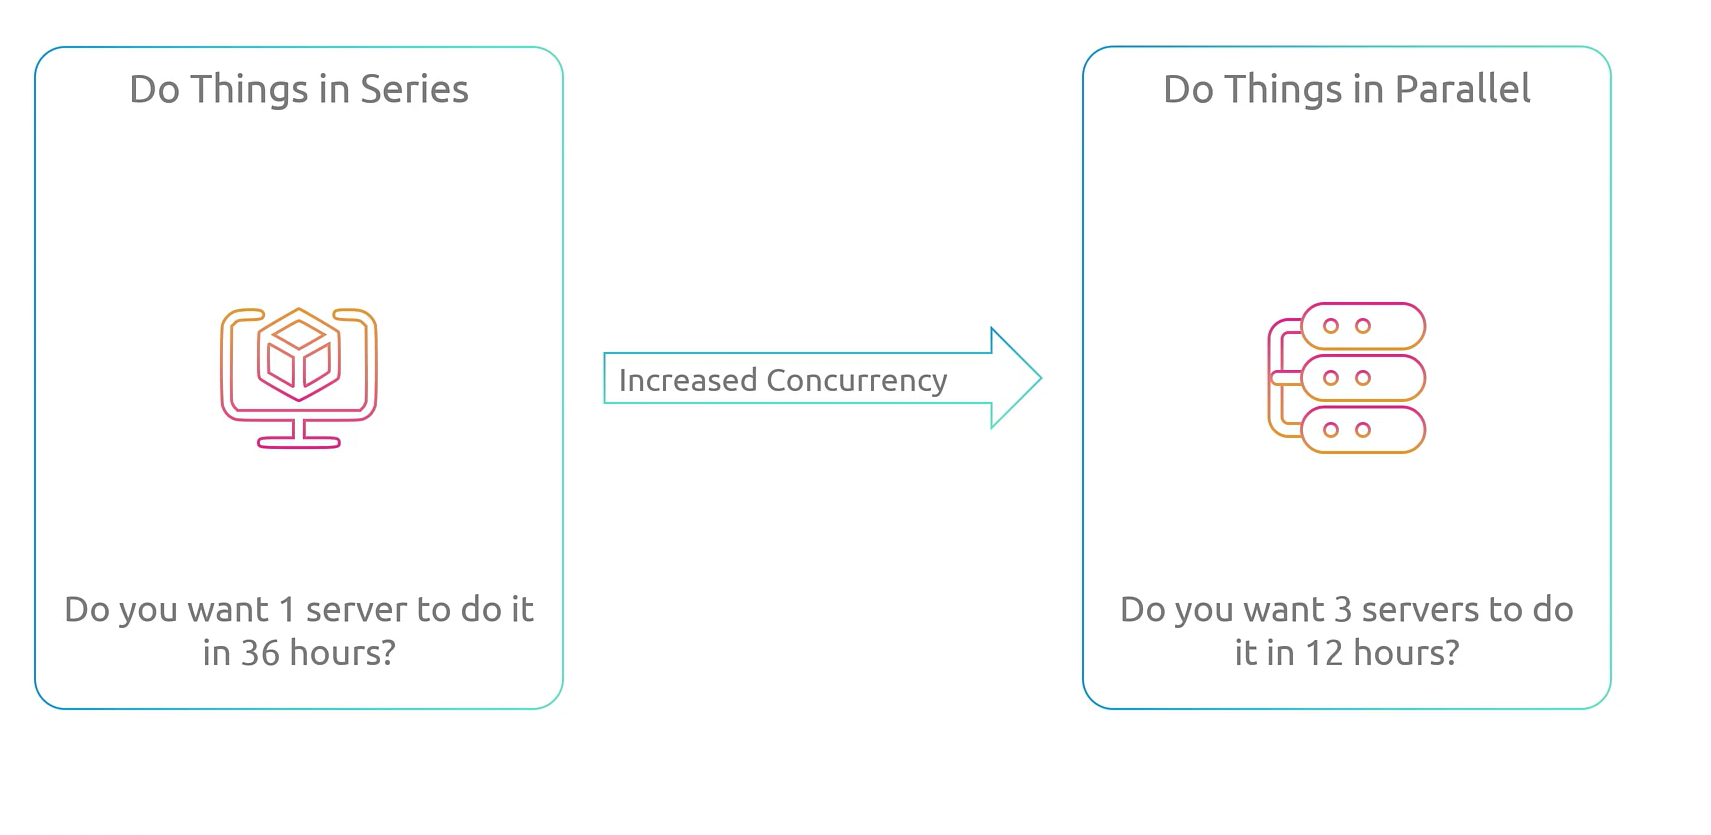 Do Things in Series
Do you want 1 server to do it
in 36 hours?
Increased Concurrency
Do Things in Parallel
Do you want 3 servers to do
it in 12 hours?